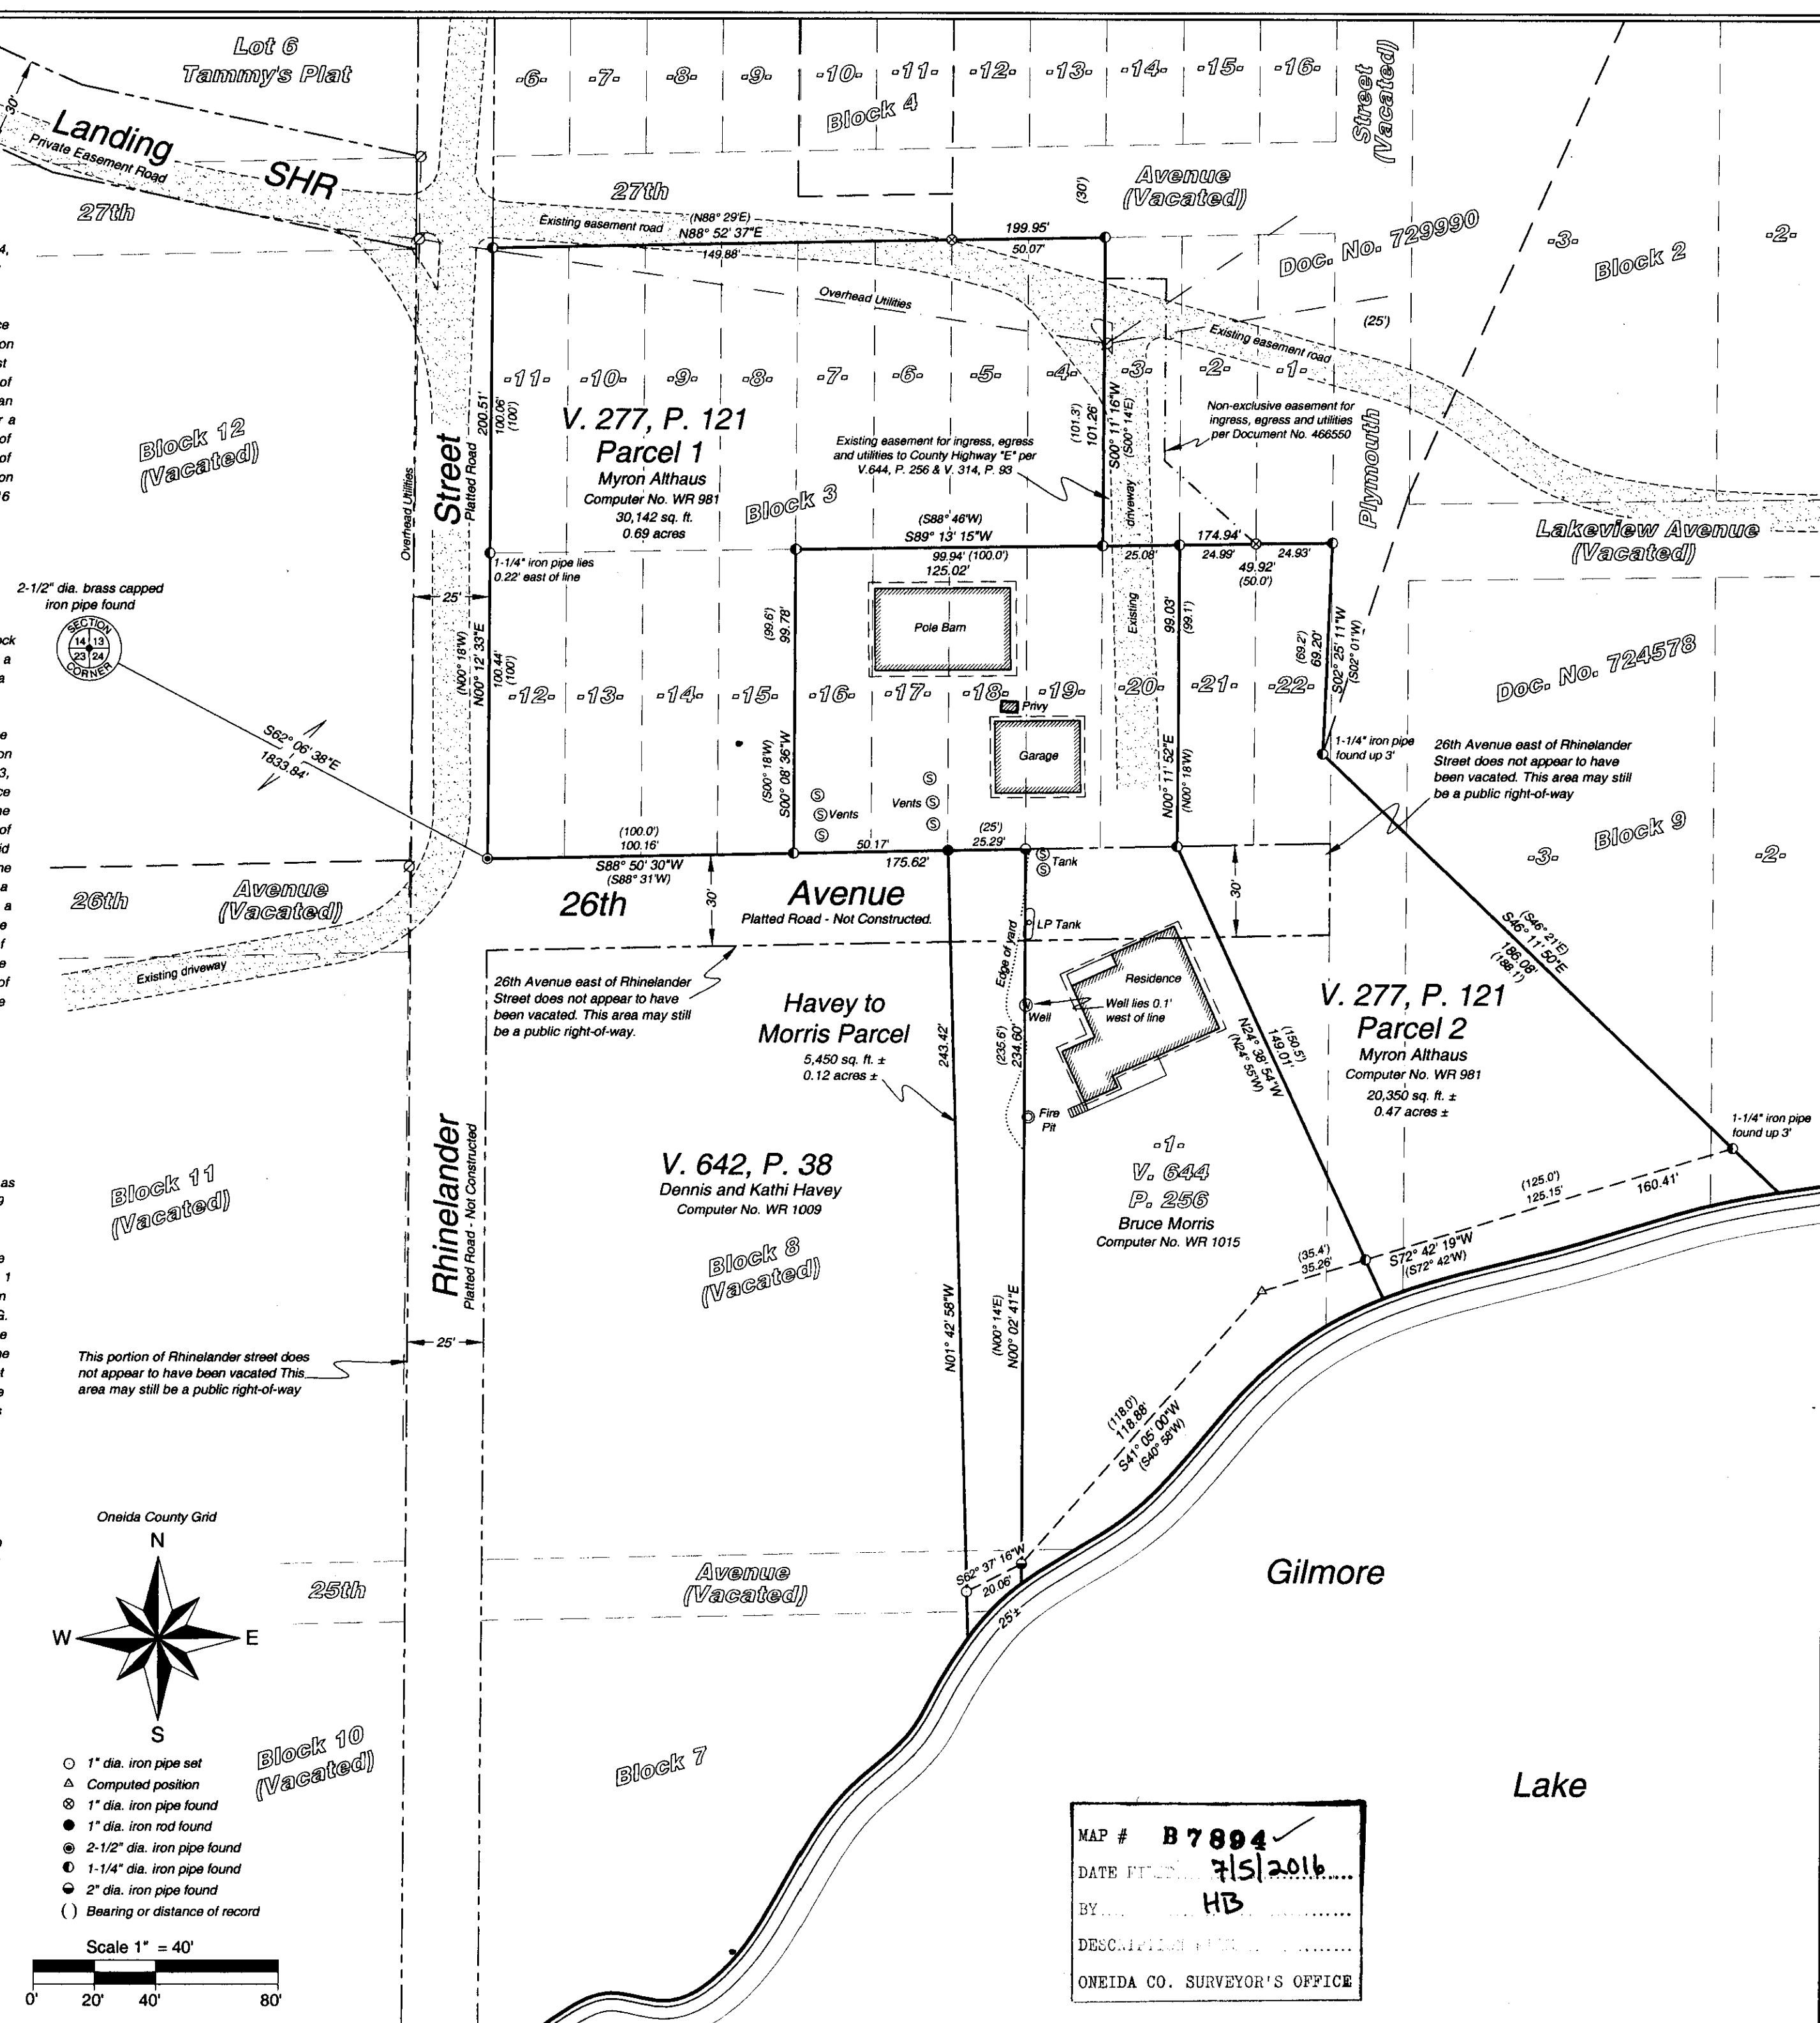 Lot 6
Tammy's Plat
-6- -7- -8- -9- -10- -11- -12- -13- -14- -15- -16-
Block 4
Street
(Vacated)
30'
Landing
Private Easement Road
SHR
27th
27th
Avenue
(Vacated)
(30')
Existing easement road
(N88° 29'E)
N88° 52' 37"E
199.95'
149.88'
50.07'
Doc. No. 729990
-3-
Block 2
-2-
Overhead Utilities
(25')
Existing easement road
-11- -10- -9- -8- -7- -6- -5- -4- -3- -2- -1-
Block 12
(Vacated)
Overhead Utilities
Street
Platted Road
200.51'
100.06'
(100')
V. 277, P. 121
Parcel 1
Myron Althaus
Computer No. WR 981
30,142 sq. ft.
0.69 acres
Block 3
Existing easement for ingress, egress
and utilities to County Highway "E" per
V.644, P. 256 & V. 314, P. 93
(101.3')
101.26'
S00° 11' 16"W
(S00° 14'E)
Non-exclusive easement for
ingress, egress and utilities
per Document No. 466550
Plymouth
Lakeview Avenue
(Vacated)
(S88° 46'W)
S89° 13' 15"W
99.94' (100.0')
125.02'
25.08'
174.94'
24.99'
24.93'
49.92'
(50.0')
Existing driveway
1-1/4" iron pipe lies
0.22' east of line
25'
2-1/2" dia. brass capped
iron pipe found
SECTION
14 13
23 24
CORNER
S62° 06' 38"E
1833.84'
(N00° 18'W)
N00° 12' 33"E
100.44'
(100')
(99.6')
99.78'
(S00° 18'W)
S00° 08' 36"W
Pole Barn
99.03'
(99.1')
N00° 11' 52"E
(N00° 18'W)
(69.2')
69.20'
S02° 25' 11"W
(S02° 01'W)
Doc. No. 724578
-12- -13- -14- -15- -16- -17- -18- -19- -20- -21- -22-
Privy
Garage
1-1/4" iron pipe
found up 3'
26th Avenue east of Rhinelander
Street does not appear to have
been vacated. This area may still
be a public right-of-way
S
S Vents
S
S
Vents S
S
Block 9
-3-
-2-
(100.0')
100.16'
S88° 50' 30"W
(S88° 31'W)
50.17'
175.62'
(25')
25.29'
S
S Tank
26th
Avenue
(Vacated)
26th
30'
Avenue
Platted Road - Not Constructed.
30'
LP Tank
Edge of yard
Existing driveway
Residence
Well lies 0.1'
west of line
W
Well
26th Avenue east of Rhinelander
Street does not appear to have
been vacated. This area may still
be a public right-of-way.
Havey to
Morris Parcel
5,450 sq. ft. ±
0.12 acres ±
243.42'
(235.6')
234.60'
(150.5')
149.01'
N24° 38' 54"W
(N24° 55'W)
(S46° 21'E)
S46° 11' 50"E
186.08'
(188.1')
V. 277, P. 121
Parcel 2
Myron Althaus
Computer No. WR 981
20,350 sq. ft. ±
0.47 acres ±
Fire
Pit
1-1/4" iron pipe
found up 3'
-1-
V. 644
P. 256
Bruce Morris
Computer No. WR 1015
V. 642, P. 38
Dennis and Kathi Havey
Computer No. WR 1009
Block 11
(Vacated)
Rhinelander
Platted Road - Not Constructed
Block 8
(Vacated)
(125.0')
125.15'
160.41'
(35.4')
35.26'
S72° 42' 19"W
(S72° 42'W)
N01° 42' 58"W
(N00° 14'E)
N00° 02' 41"E
25'
This portion of Rhinelander street does
not appear to have been vacated This
area may still be a public right-of-way
(118.0')
118.88'
S41° 05' 00"W
(S40° 58'W)
Oneida County Grid
N
W
E
S
25th
Avenue
(Vacated)
S62° 37' 16"W
20.06'
25'±
Gilmore
Lake
Block 10
(Vacated)
Block 7
1" dia. iron pipe set
Computed position
1" dia. iron pipe found
1" dia. iron rod found
2-1/2" dia. iron pipe found
1-1/4" dia. iron pipe found
2" dia. iron pipe found
( ) Bearing or distance of record
Scale 1" = 40'
0' 20' 40' 80'
MAP # B 7894
DATE 7/5/2016
BY HB
ONEIDA CO. SURVEYOR'S OFFICE